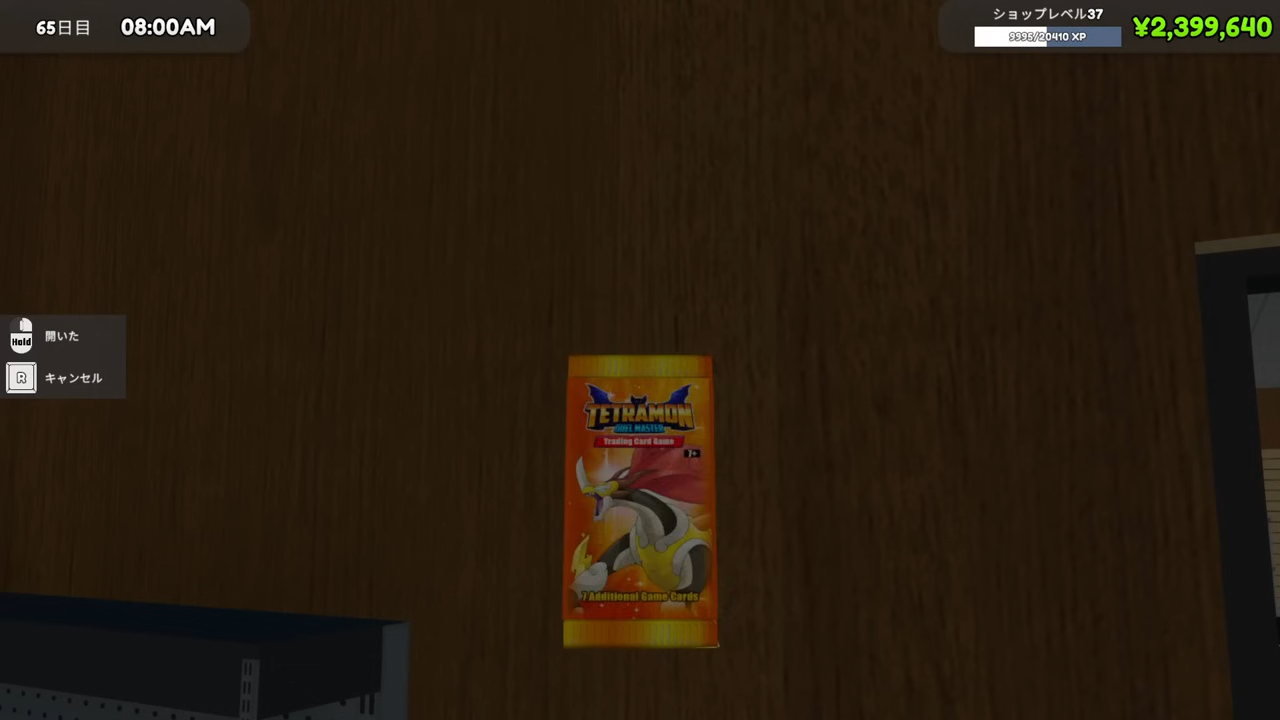 65日目 08:00AM
ショップレベル37
9995/20410 XP
¥2,399,640
Hold 開いた
R キャンセル
TETRAMON
DUEL MASTER
Trading Card Game
7+
7 Additional Game Cards